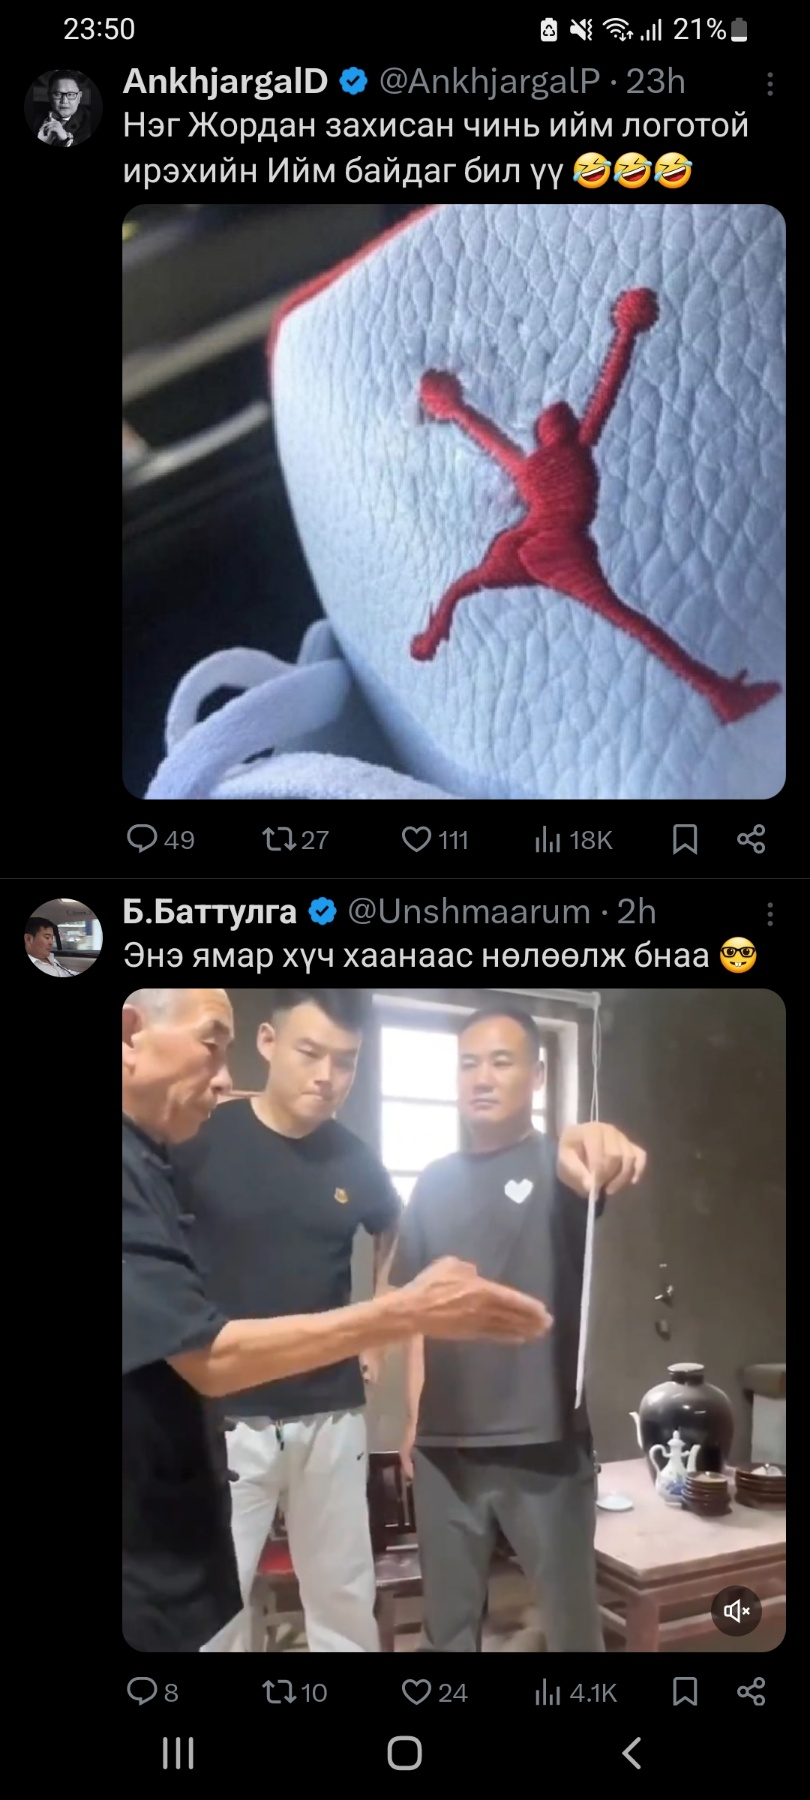 23:50
21%
AnkhjargalD @AnkhjargalP · 23h
Нэг Жордан захисан чинь ийм логотой
ирэхийн Ийм байдаг бил үү 🤣🤣🤣
49 27 111 18K
Б.Баттулга @Unshmaarum · 2h
Энэ ямар хүч хаанаас нөлөөлж бнаа 🤓
8 10 24 4.1K